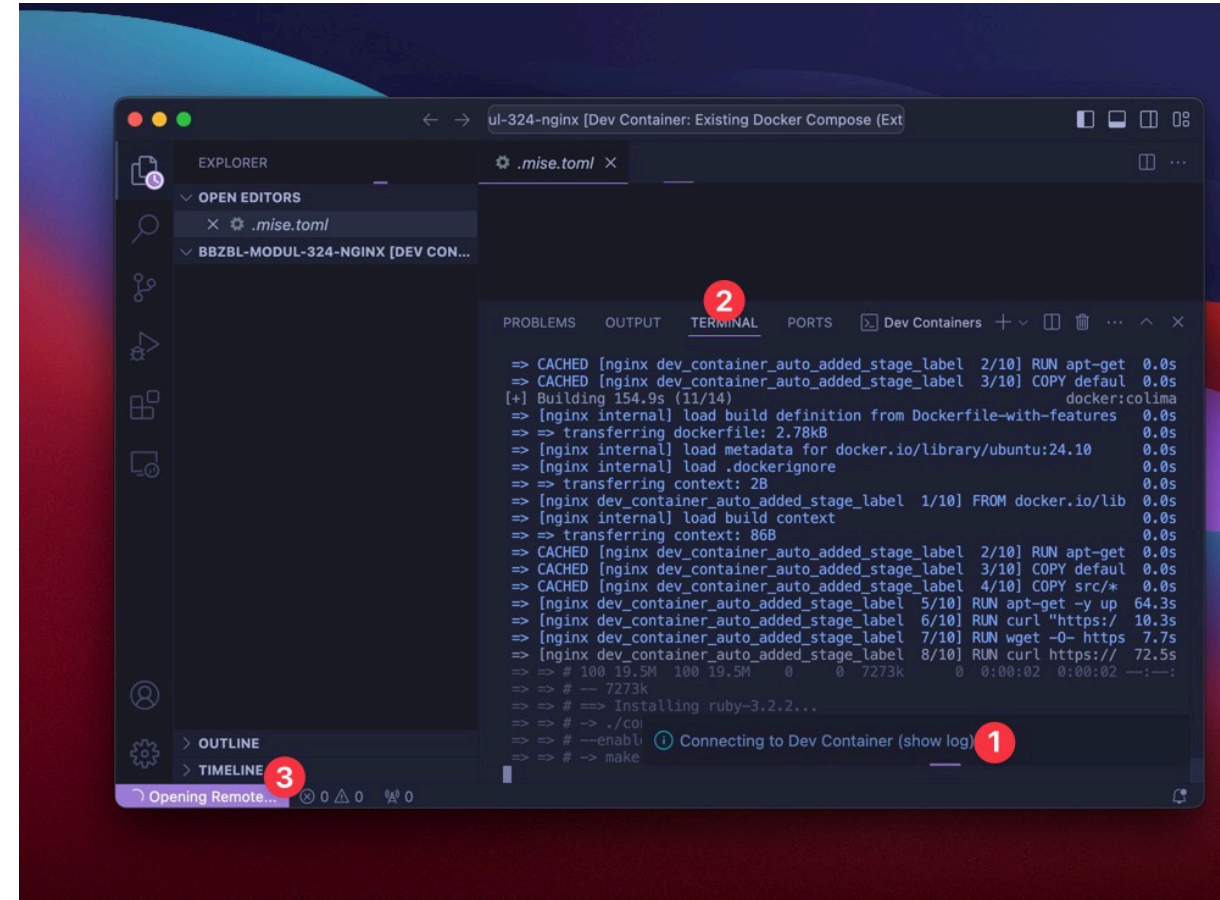 ul-324-nginx [Dev Container: Existing Docker Compose (Ext
EXPLORER
.mise.toml
OPEN EDITORS
.mise.toml
BBZBL-MODUL-324-NGINX [DEV CON...
2
PROBLEMS OUTPUT TERMINAL PORTS Dev Containers
=> CACHED [nginx dev_container_auto_added_stage_label 2/10] RUN apt-get 0.0s
=> CACHED [nginx dev_container_auto_added_stage_label 3/10] COPY defaul 0.0s
[+] Building 154.9s (11/14) docker:colima
=> [nginx internal] load build definition from Dockerfile-with-features 0.0s
=> => transferring dockerfile: 2.78kB 0.0s
=> [nginx internal] load metadata for docker.io/library/ubuntu:24.10 0.0s
=> [nginx internal] load .dockerignore 0.0s
=> => transferring context: 2B 0.0s
=> [nginx dev_container_auto_added_stage_label 1/10] FROM docker.io/lib 0.0s
=> [nginx internal] load build context 0.0s
=> => transferring context: 86B 0.0s
=> CACHED [nginx dev_container_auto_added_stage_label 2/10] RUN apt-get 0.0s
=> CACHED [nginx dev_container_auto_added_stage_label 3/10] COPY defaul 0.0s
=> CACHED [nginx dev_container_auto_added_stage_label 4/10] COPY src/* 0.0s
=> [nginx dev_container_auto_added_stage_label 5/10] RUN apt-get -y up 64.3s
=> [nginx dev_container_auto_added_stage_label 6/10] RUN curl "https:/ 10.3s
=> [nginx dev_container_auto_added_stage_label 7/10] RUN wget -O- https 7.7s
=> [nginx dev_container_auto_added_stage_label 8/10] RUN curl https:// 72.5s
=> => # 100 19.5M 100 19.5M 0 0 7273k 0 0:00:02 0:00:02 --:--:
=> => # -- 7273k
=> => # ==> Installing ruby-3.2.2...
=> => # -> ./co
=> => # --enabl
=> => # -> make
Connecting to Dev Container (show log) 1
OUTLINE
TIMELINE
3
Opening Remote... 0 0 0